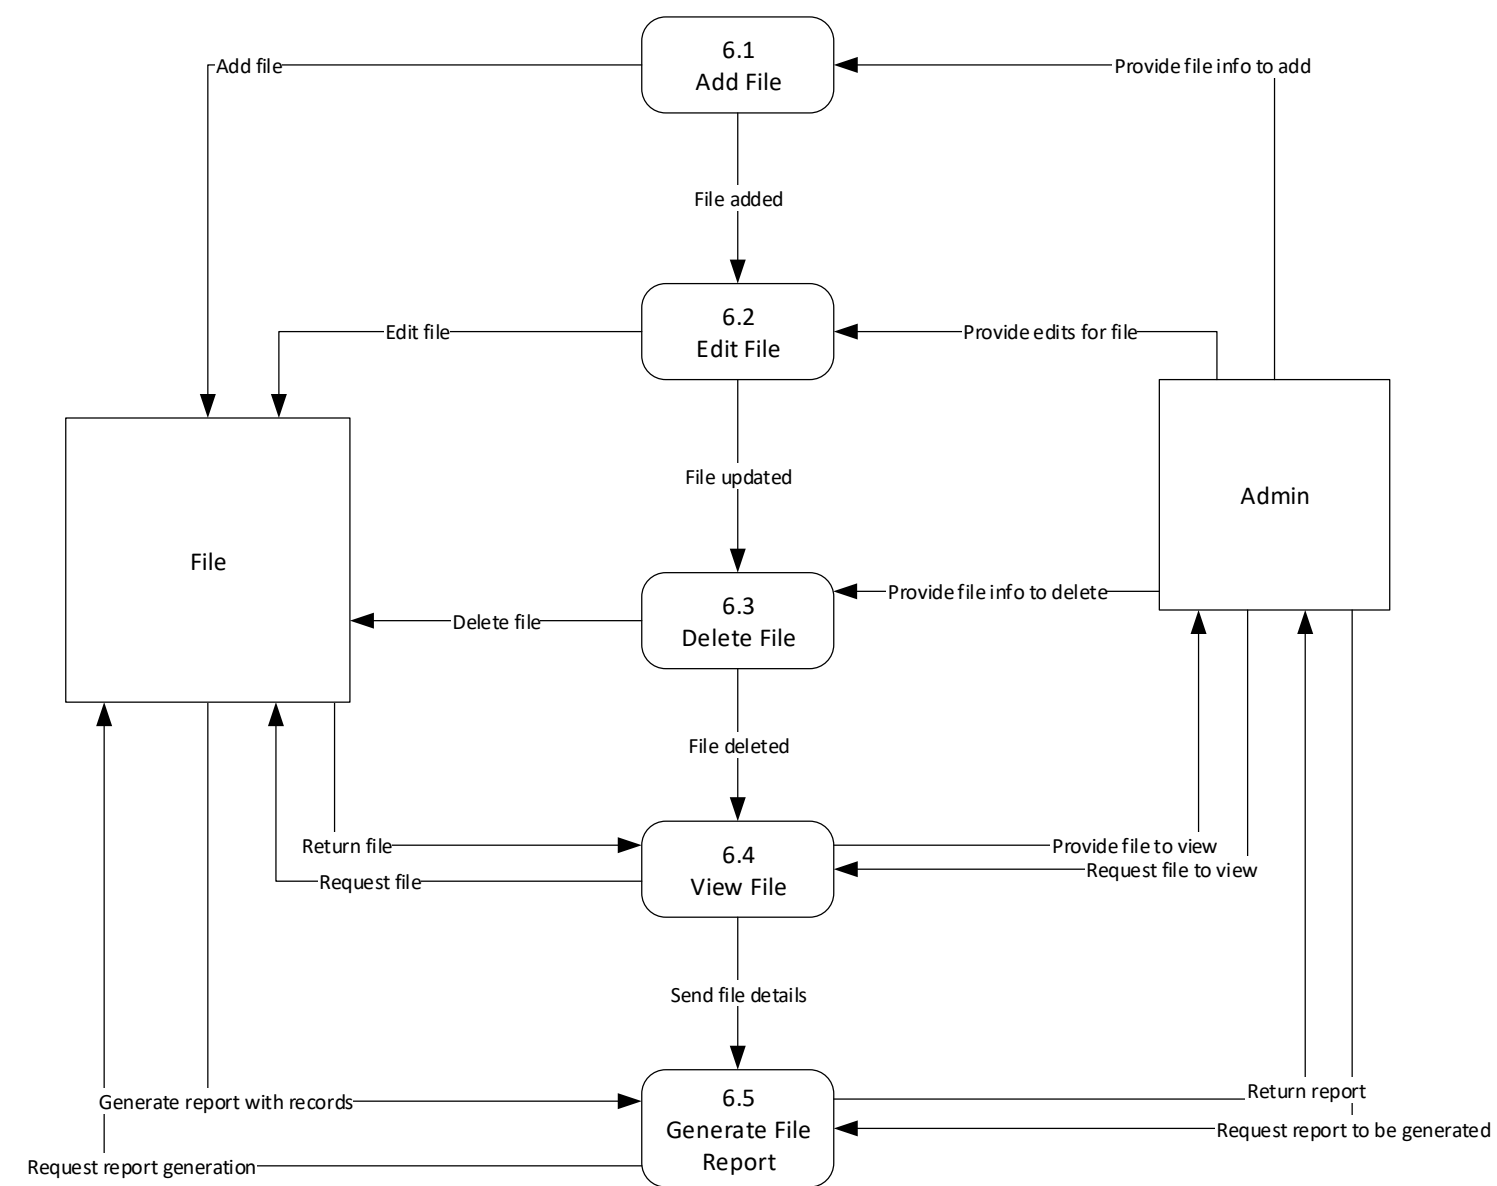 6.1
Add File
Add file
Provide file info to add
File added
6.2
Edit File
Edit file
Provide edits for file
File updated
Admin
File
6.3
Delete File
Provide file info to delete
Delete file
File deleted
6.4
View File
Return file
Provide file to view
Request file to view
Request file
Send file details
6.5
Generate File
Report
Generate report with records
Return report
Request report to be generated
Request report generation